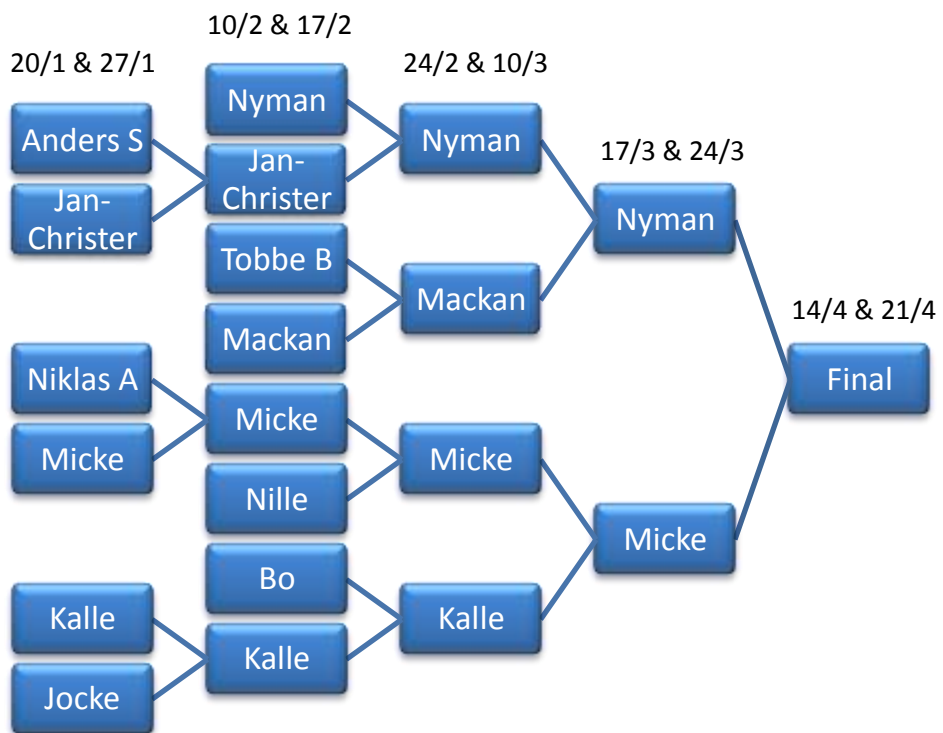 20/1 & 27/1
Anders S
Jan-
Christer
Niklas A
Micke
Kalle
Jocke
10/2 & 17/2
Nyman
Jan-
Christer
Tobbe B
Mackan
Micke
Nille
Bo
Kalle
24/2 & 10/3
Nyman
Mackan
Micke
Kalle
17/3 & 24/3
Nyman
Micke
14/4 & 21/4
Final